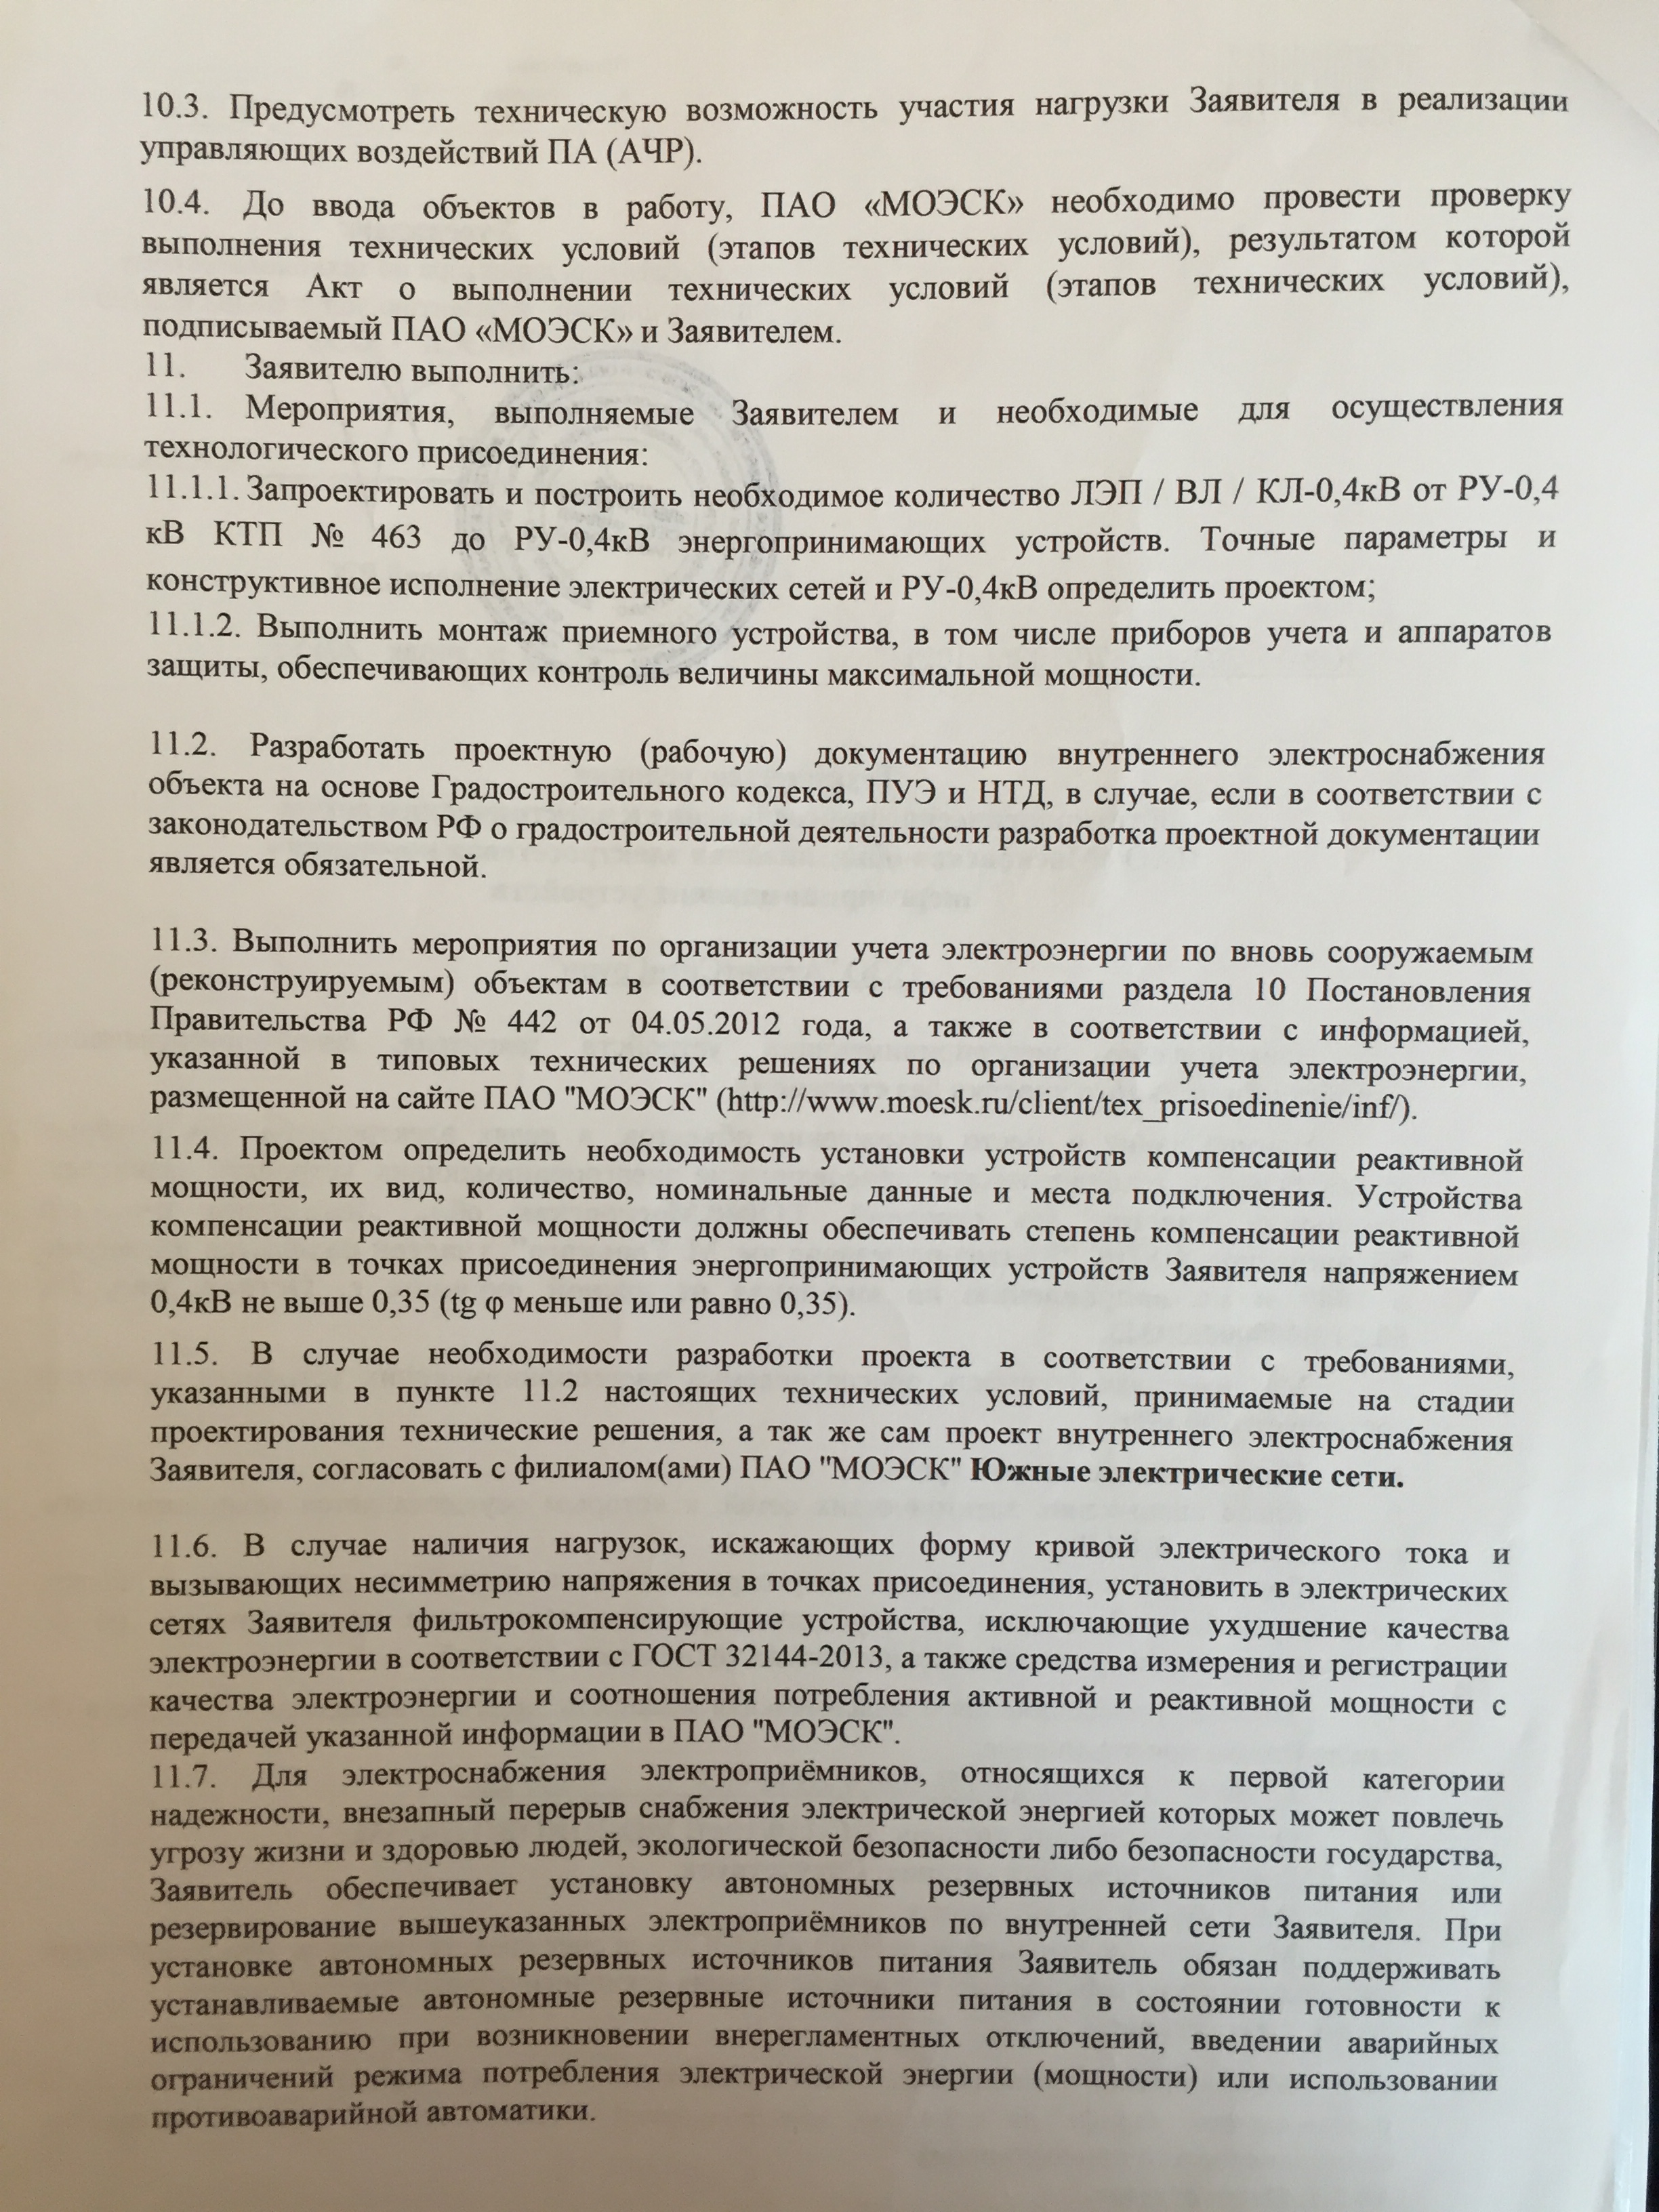 10.3. Предусмотреть техническую возможность участия нагрузки Заявителя в реализации
управляющих воздействий ПА (АЧР).
10.4. До ввода объектов в работу, ПАО «МОЭСК» необходимо провести проверку
выполнения технических условий (этапов технических условий), результатом которой
является Акт о выполнении технических условий (этапов технических условий),
подписываемый ПАО «МОЭСК» и Заявителем.
11. Заявителю выполнить:
11.1. Мероприятия, выполняемые Заявителем и необходимые для осуществления
технологического присоединения:
11.1.1. Запроектировать и построить необходимое количество ЛЭП / ВЛ / КЛ-0,4кВ от РУ-0,4
кВ КТП № 463 до РУ-0,4кВ энергопринимающих устройств. Точные параметры и
конструктивное исполнение электрических сетей и РУ-0,4кВ определить проектом;
11.1.2. Выполнить монтаж приемного устройства, в том числе приборов учета и аппаратов
защиты, обеспечивающих контроль величины максимальной мощности.
11.2. Разработать проектную (рабочую) документацию внутреннего электроснабжения
объекта на основе Градостроительного кодекса, ПУЭ и НТД, в случае, если в соответствии с
законодательством РФ о градостроительной деятельности разработка проектной документации
является обязательной.
11.3. Выполнить мероприятия по организации учета электроэнергии по вновь сооружаемым
(реконструируемым) объектам в соответствии с требованиями раздела 10 Постановления
Правительства РФ № 442 от 04.05.2012 года, а также в соответствии с информацией,
указанной в типовых технических решениях по организации учета электроэнергии,
размещенной на сайте ПАО "МОЭСК" (http://www.moesk.ru/client/tex_prisoedinenie/inf/).
11.4. Проектом определить необходимость установки устройств компенсации реактивной
мощности, их вид, количество, номинальные данные и места подключения. Устройства
компенсации реактивной мощности должны обеспечивать степень компенсации реактивной
мощности в точках присоединения энергопринимающих устройств Заявителя напряжением
0,4кВ не выше 0,35 (tg φ меньше или равно 0,35).
11.5. В случае необходимости разработки проекта в соответствии с требованиями,
указанными в пункте 11.2 настоящих технических условий, принимаемые на стадии
проектирования технические решения, а так же сам проект внутреннего электроснабжения
Заявителя, согласовать с филиалом(ами) ПАО "МОЭСК" Южные электрические сети.
11.6. В случае наличия нагрузок, искажающих форму кривой электрического тока и
вызывающих несимметрию напряжения в точках присоединения, установить в электрических
сетях Заявителя фильтрокомпенсирующие устройства, исключающие ухудшение качества
электроэнергии в соответствии с ГОСТ 32144-2013, а также средства измерения и регистрации
качества электроэнергии и соотношения потребления активной и реактивной мощности с
передачей указанной информации в ПАО "МОЭСК".
11.7. Для электроснабжения электроприёмников, относящихся к первой категории
надежности, внезапный перерыв снабжения электрической энергией которых может повлечь
угрозу жизни и здоровью людей, экологической безопасности либо безопасности государства,
Заявитель обеспечивает установку автономных резервных источников питания или
резервирование вышеуказанных электроприёмников по внутренней сети Заявителя. При
установке автономных резервных источников питания Заявитель обязан поддерживать
устанавливаемые автономные резервные источники питания в состоянии готовности к
использованию при возникновении внерегламентных отключений, введении аварийных
ограничений режима потребления электрической энергии (мощности) или использовании
противоаварийной автоматики.